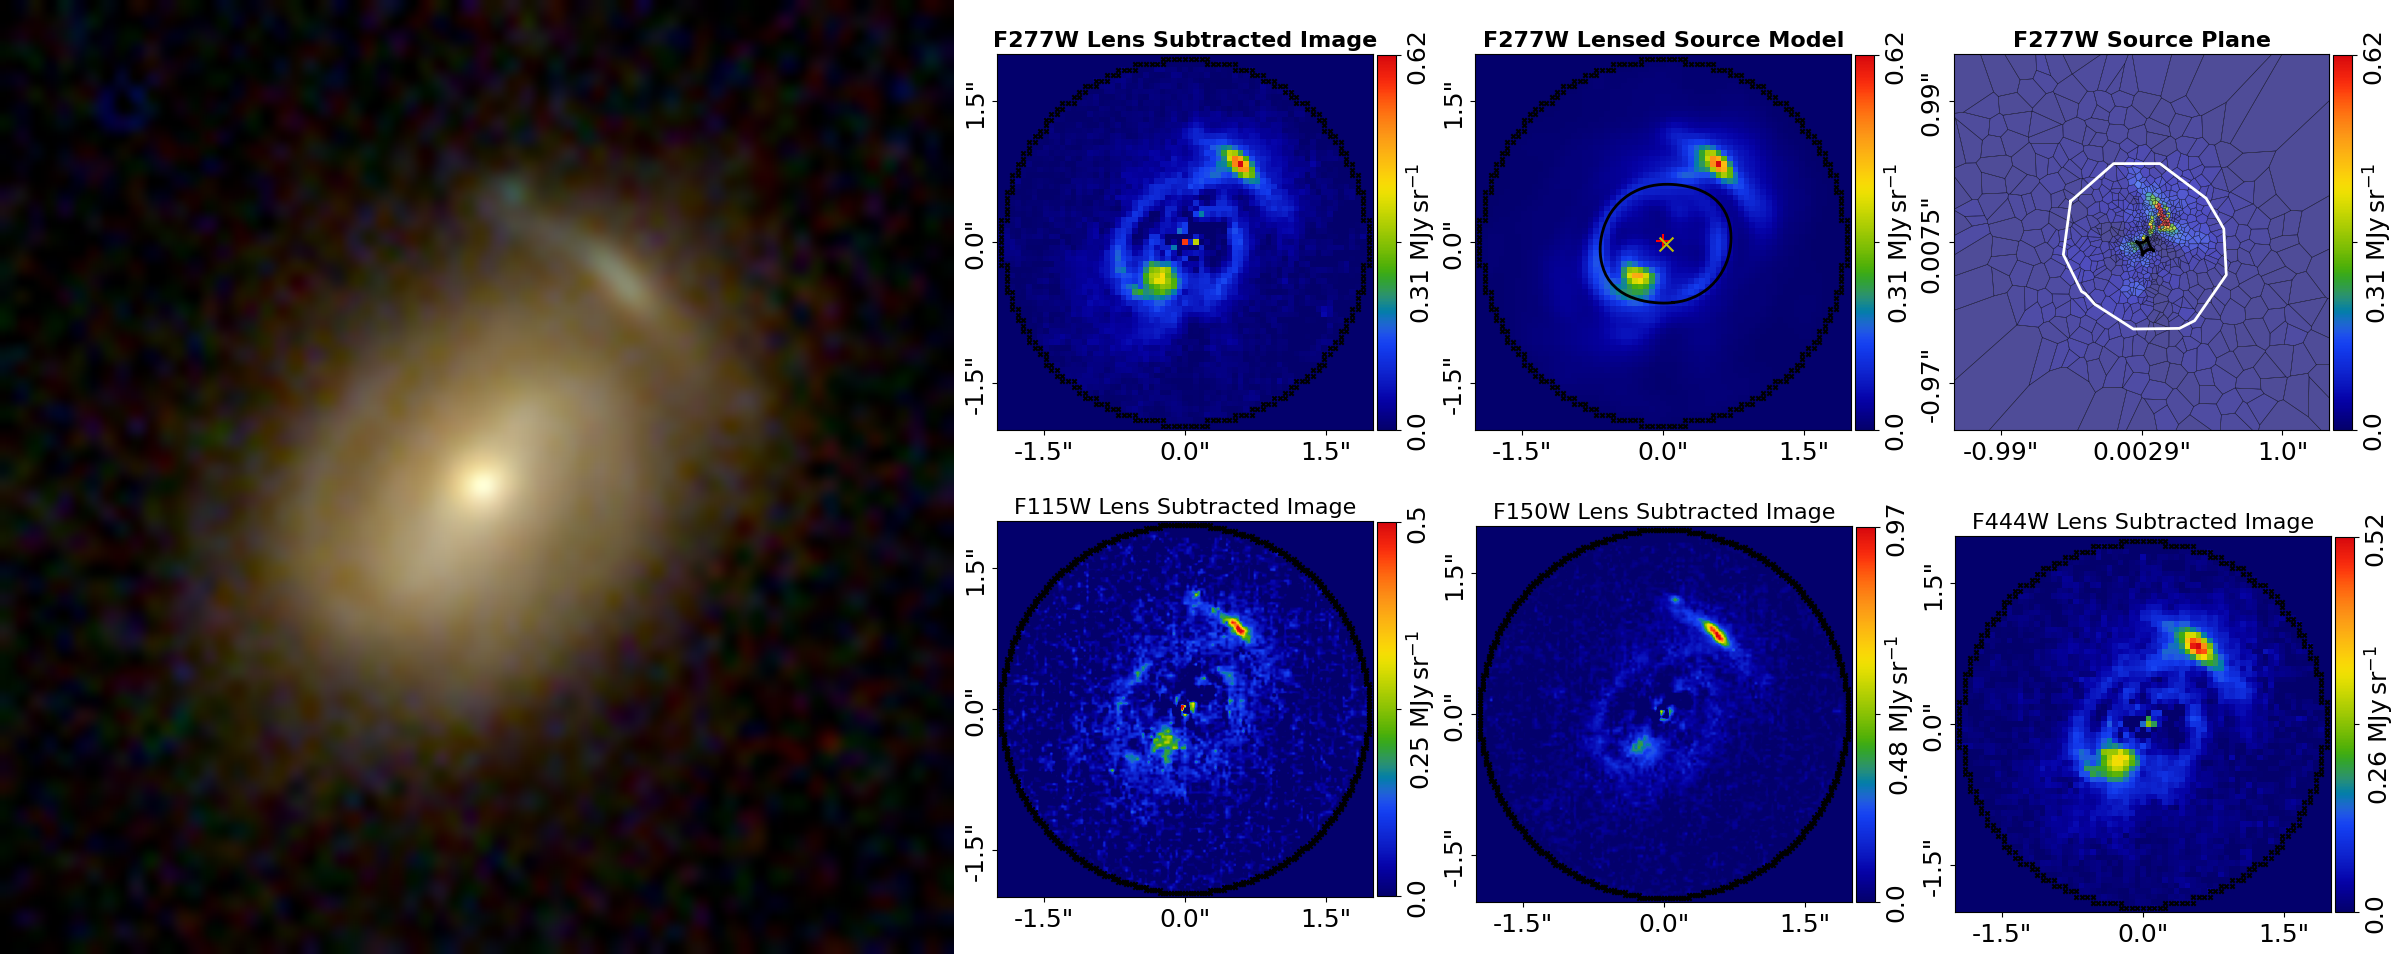 F277W Lens Subtracted Image
1.5"
0.0"
-1.5"
-1.5" 0.0" 1.5"
0.62
0.31 MJy sr−1
0.0
F277W Lensed Source Model
1.5"
0.0"
-1.5"
-1.5" 0.0" 1.5"
0.62
0.31 MJy sr−1
0.0
F277W Source Plane
0.99"
0.0075"
-0.97"
-0.99" 0.0029" 1.0"
0.62
0.31 MJy sr−1
0.0
F115W Lens Subtracted Image
1.5"
0.0"
-1.5"
-1.5" 0.0" 1.5"
0.5
0.25 MJy sr−1
0.0
F150W Lens Subtracted Image
1.5"
0.0"
-1.5"
-1.5" 0.0" 1.5"
0.97
0.48 MJy sr−1
0.0
F444W Lens Subtracted Image
1.5"
0.0"
-1.5"
-1.5" 0.0" 1.5"
0.52
0.26 MJy sr−1
0.0